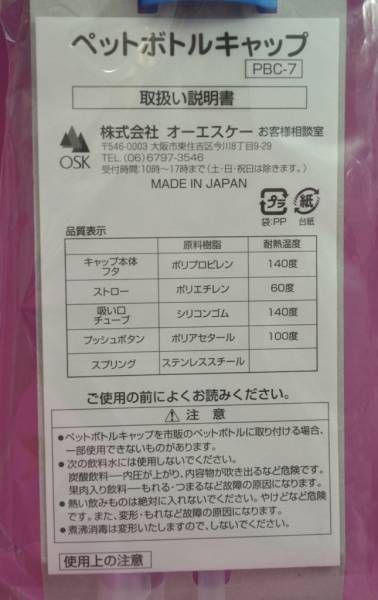 ペットボトルキャップ
PBC-7
取扱い説明書
OSK
株式会社 オーエスケー お客様相談室
〒546-0003 大阪市東住吉区今川8丁目9-29
TEL.(06)6797-3546
受付時間:10時〜17時まで(土・日・祝日は除きます。)
MADE IN JAPAN
プラ 紙
袋:PP 台紙
品質表示
原料樹脂 耐熱温度
キャップ本体 フタ ポリプロピレン 140度
ストロー ポリエチレン 60度
吸い口 チューブ シリコンゴム 140度
プッシュボタン ポリアセタール 100度
スプリング ステンレススチール
ご使用の前によくお読みください。
⚠ 注 意
●ペットボトルキャップを市販のペットボトルに取り付ける場合、
一部使用できないものがあります。
●次の飲料水には使用しないでください。
炭酸飲料―内圧が上がり、内容物が吹き出るなど危険です。
果肉入り飲料―もれる・つまるなど故障の原因になります。
●熱い飲みものは絶対に入れないでください。やけどなど危険
です。また、変形・もれなど故障の原因になります。
●煮沸消毒は変形いたしますので、しないでください。
使用上の注意